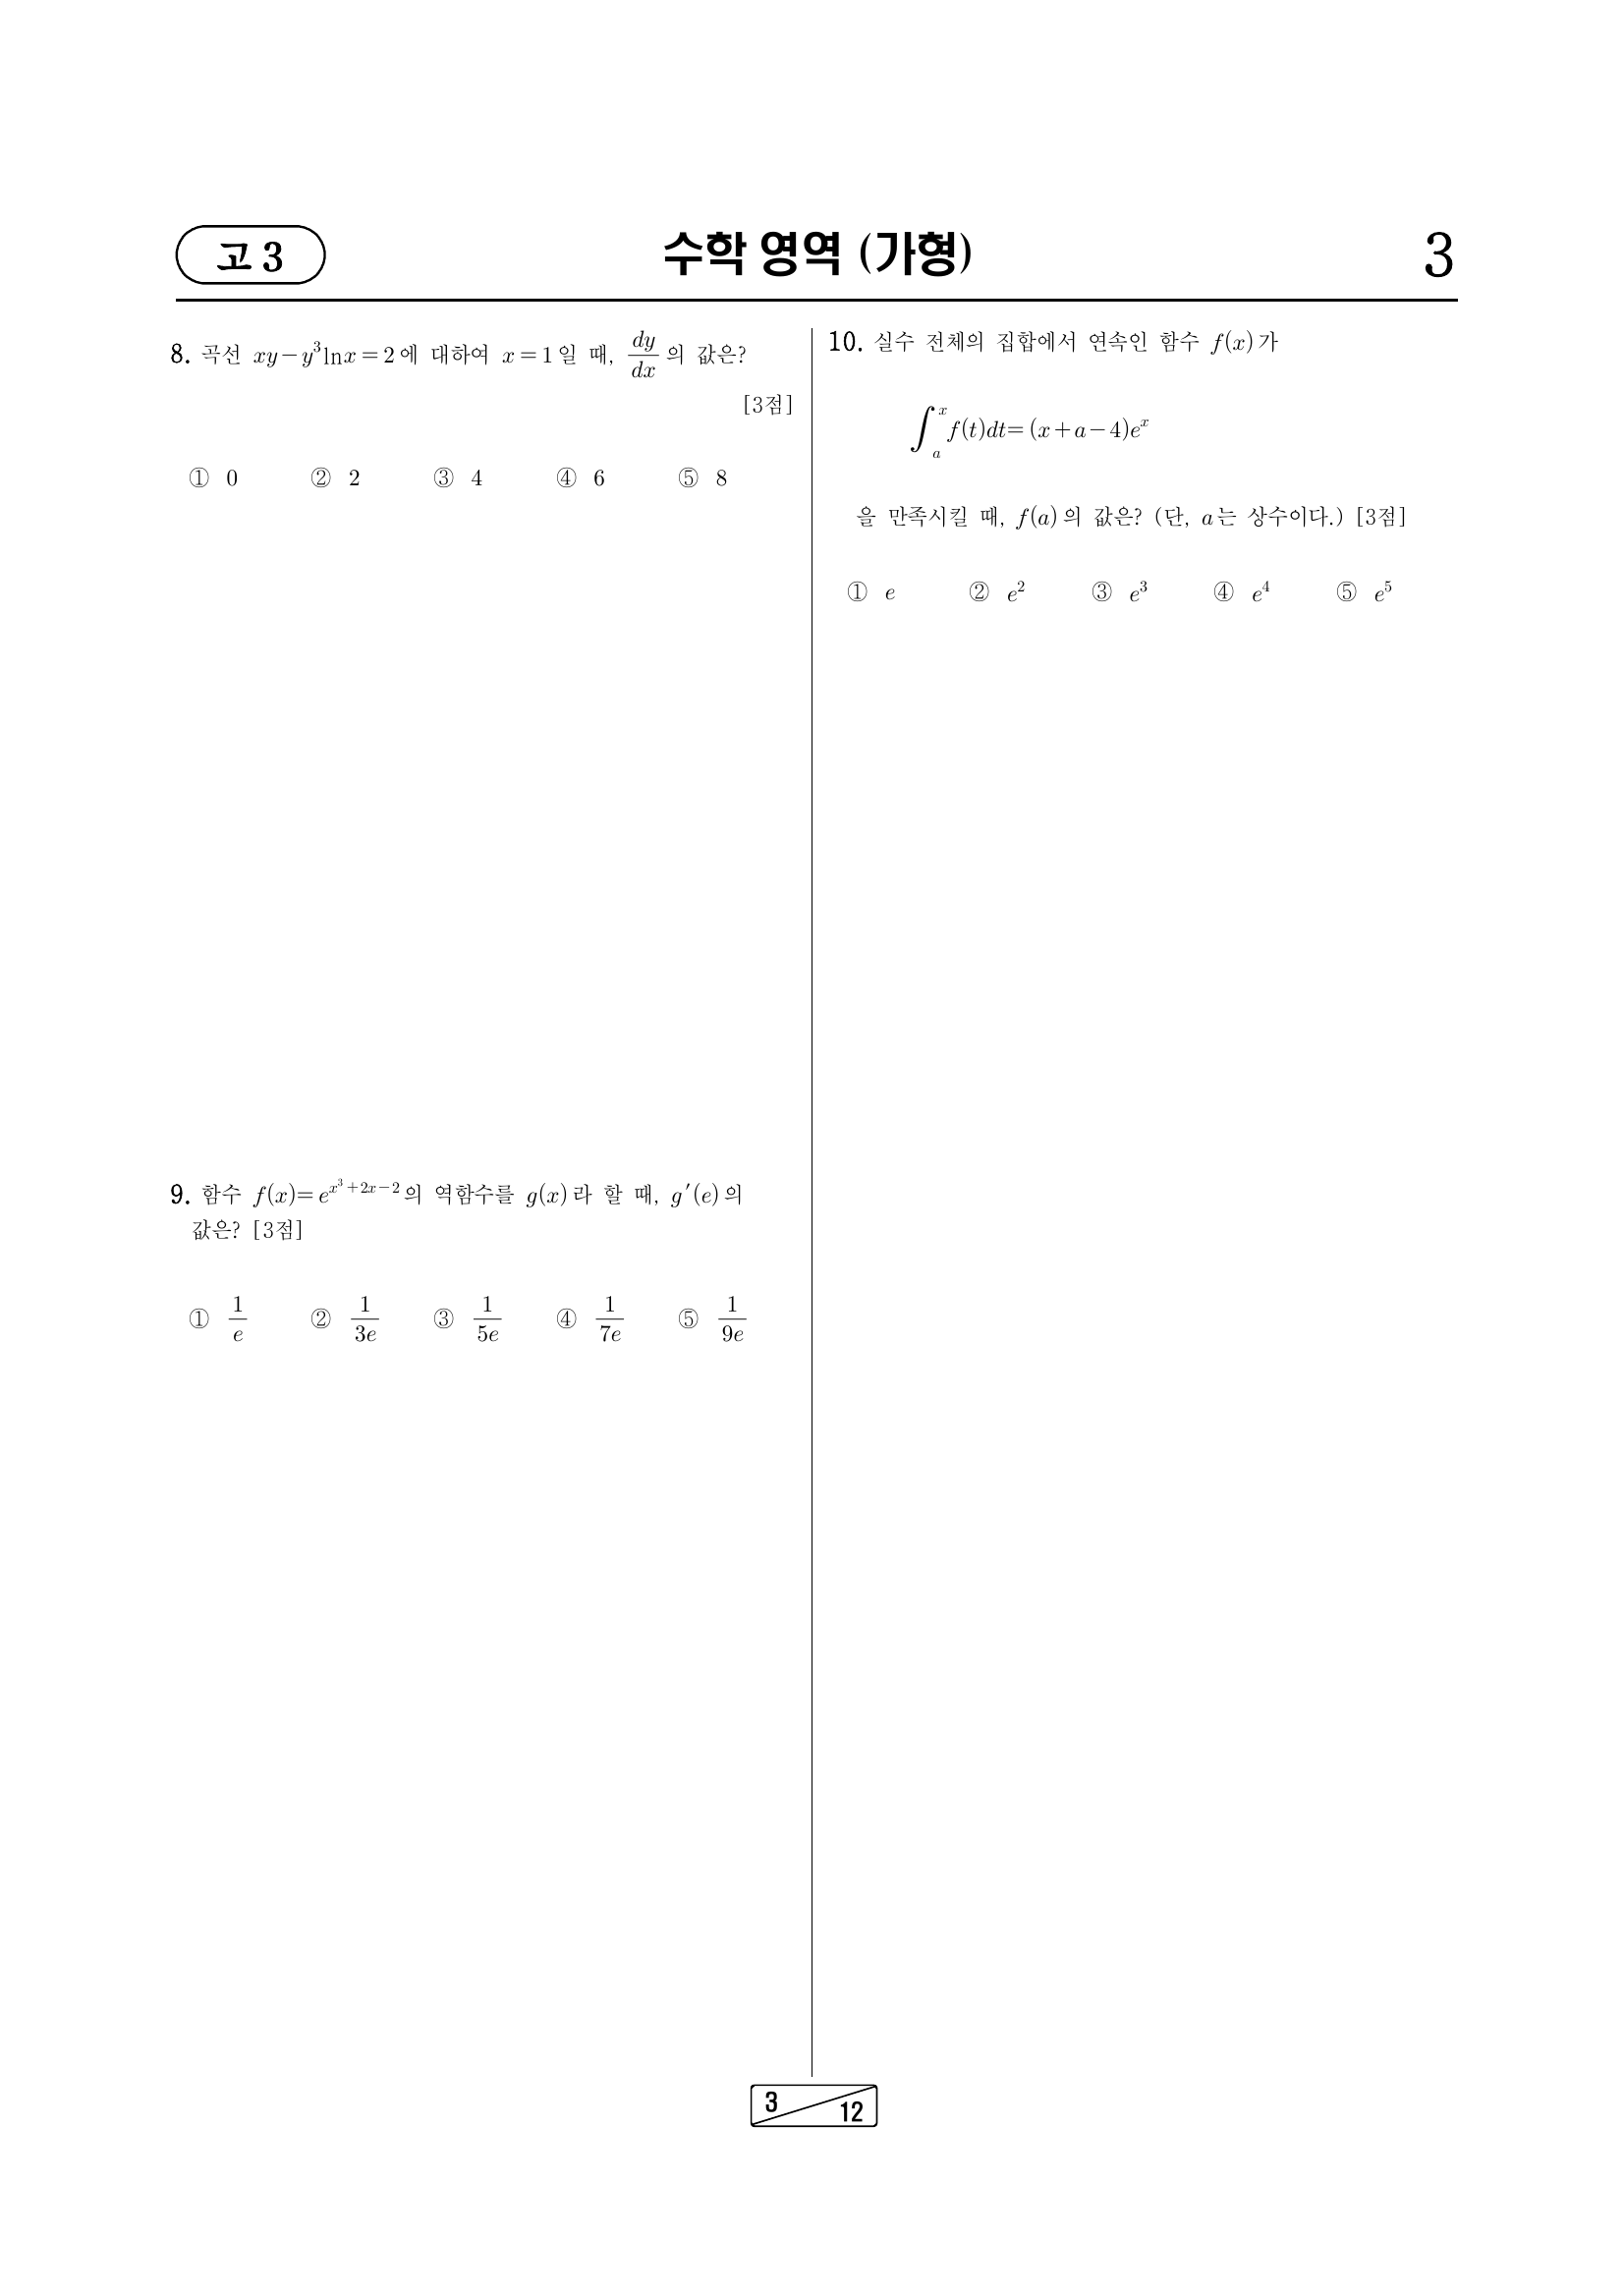 고 3
수학 영역 (가형)
3
8. 곡선 $xy-y^3\ln x=2$에 대하여 $x=1$일 때, $\frac{dy}{dx}$의 값은?
[3점]
① 0 ② 2 ③ 4 ④ 6 ⑤ 8
9. 함수 $f(x)=e^{x^3+2x-2}$의 역함수를 $g(x)$라 할 때, $g'(e)$의
값은? [3점]
① $\frac{1}{e}$ ② $\frac{1}{3e}$ ③ $\frac{1}{5e}$ ④ $\frac{1}{7e}$ ⑤ $\frac{1}{9e}$
10. 실수 전체의 집합에서 연속인 함수 $f(x)$가
$\int_a^x f(t)dt=(x+a-4)e^x$
을 만족시킬 때, $f(a)$의 값은? (단, $a$는 상수이다.) [3점]
① $e$ ② $e^2$ ③ $e^3$ ④ $e^4$ ⑤ $e^5$
3
12